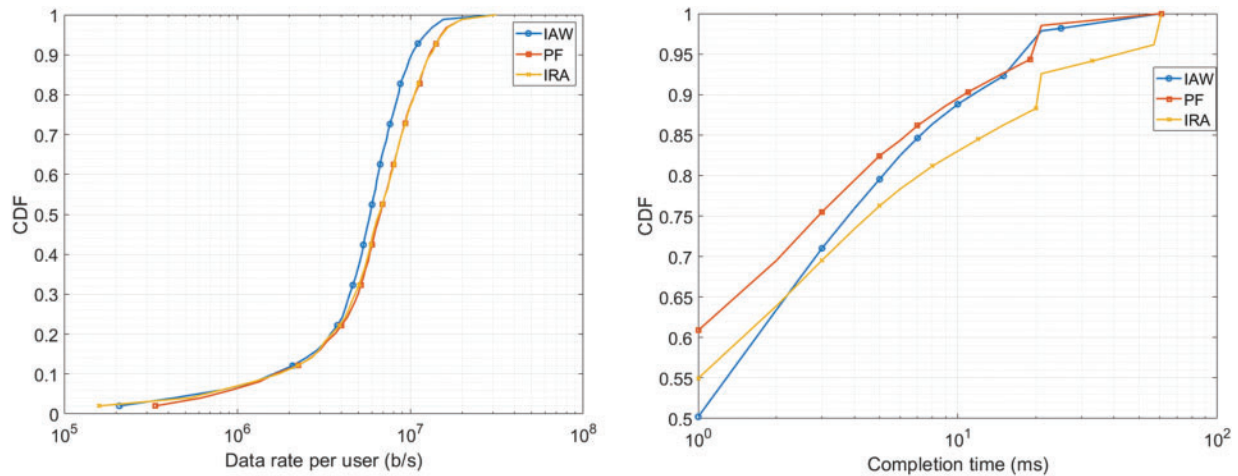 1
0.9
0.8
0.7
0.6
0.5
0.4
0.3
0.2
0.1
0
CDF
IAW
PF
IRA
10^5 10^6 10^7 10^8
Data rate per user (b/s)
1
0.95
0.9
0.85
0.8
0.75
0.7
0.65
0.6
0.55
0.5
CDF
IAW
PF
IRA
10^0 10^1 10^2
Completion time (ms)